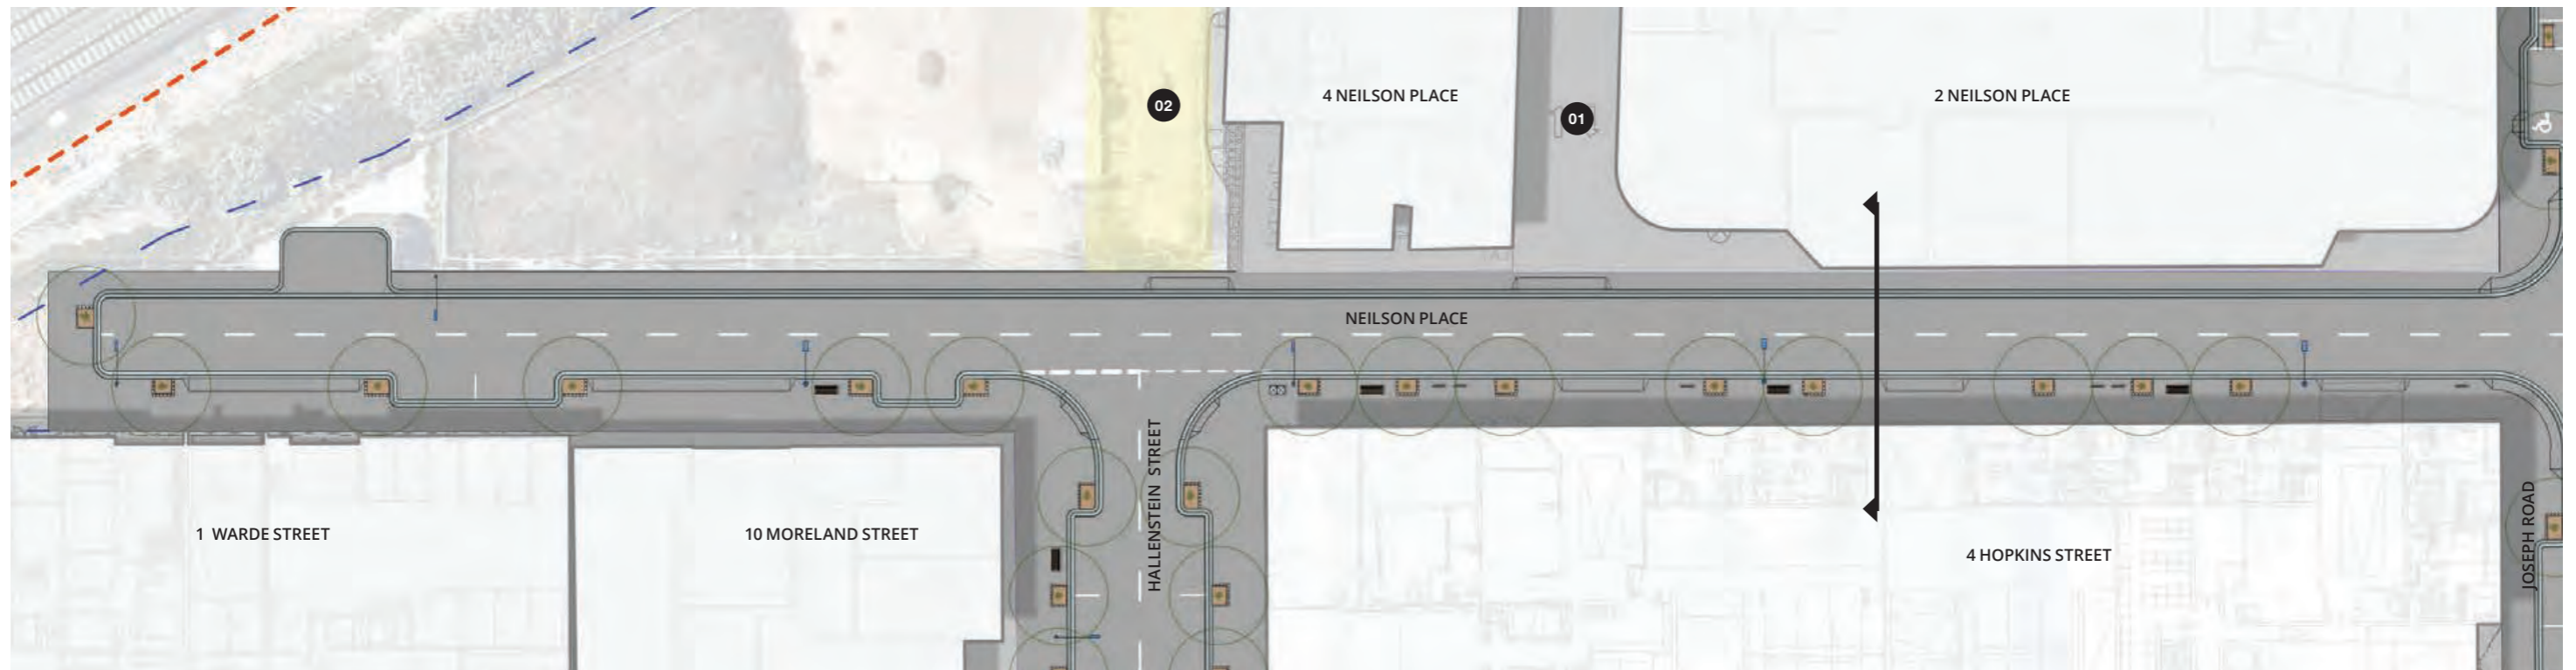 4 NEILSON PLACE
2 NEILSON PLACE
02
01
NEILSON PLACE
HALLENSTEIN STREET
JOSEPH ROAD
1 WARDE STREET
10 MORELAND STREET
4 HOPKINS STREET